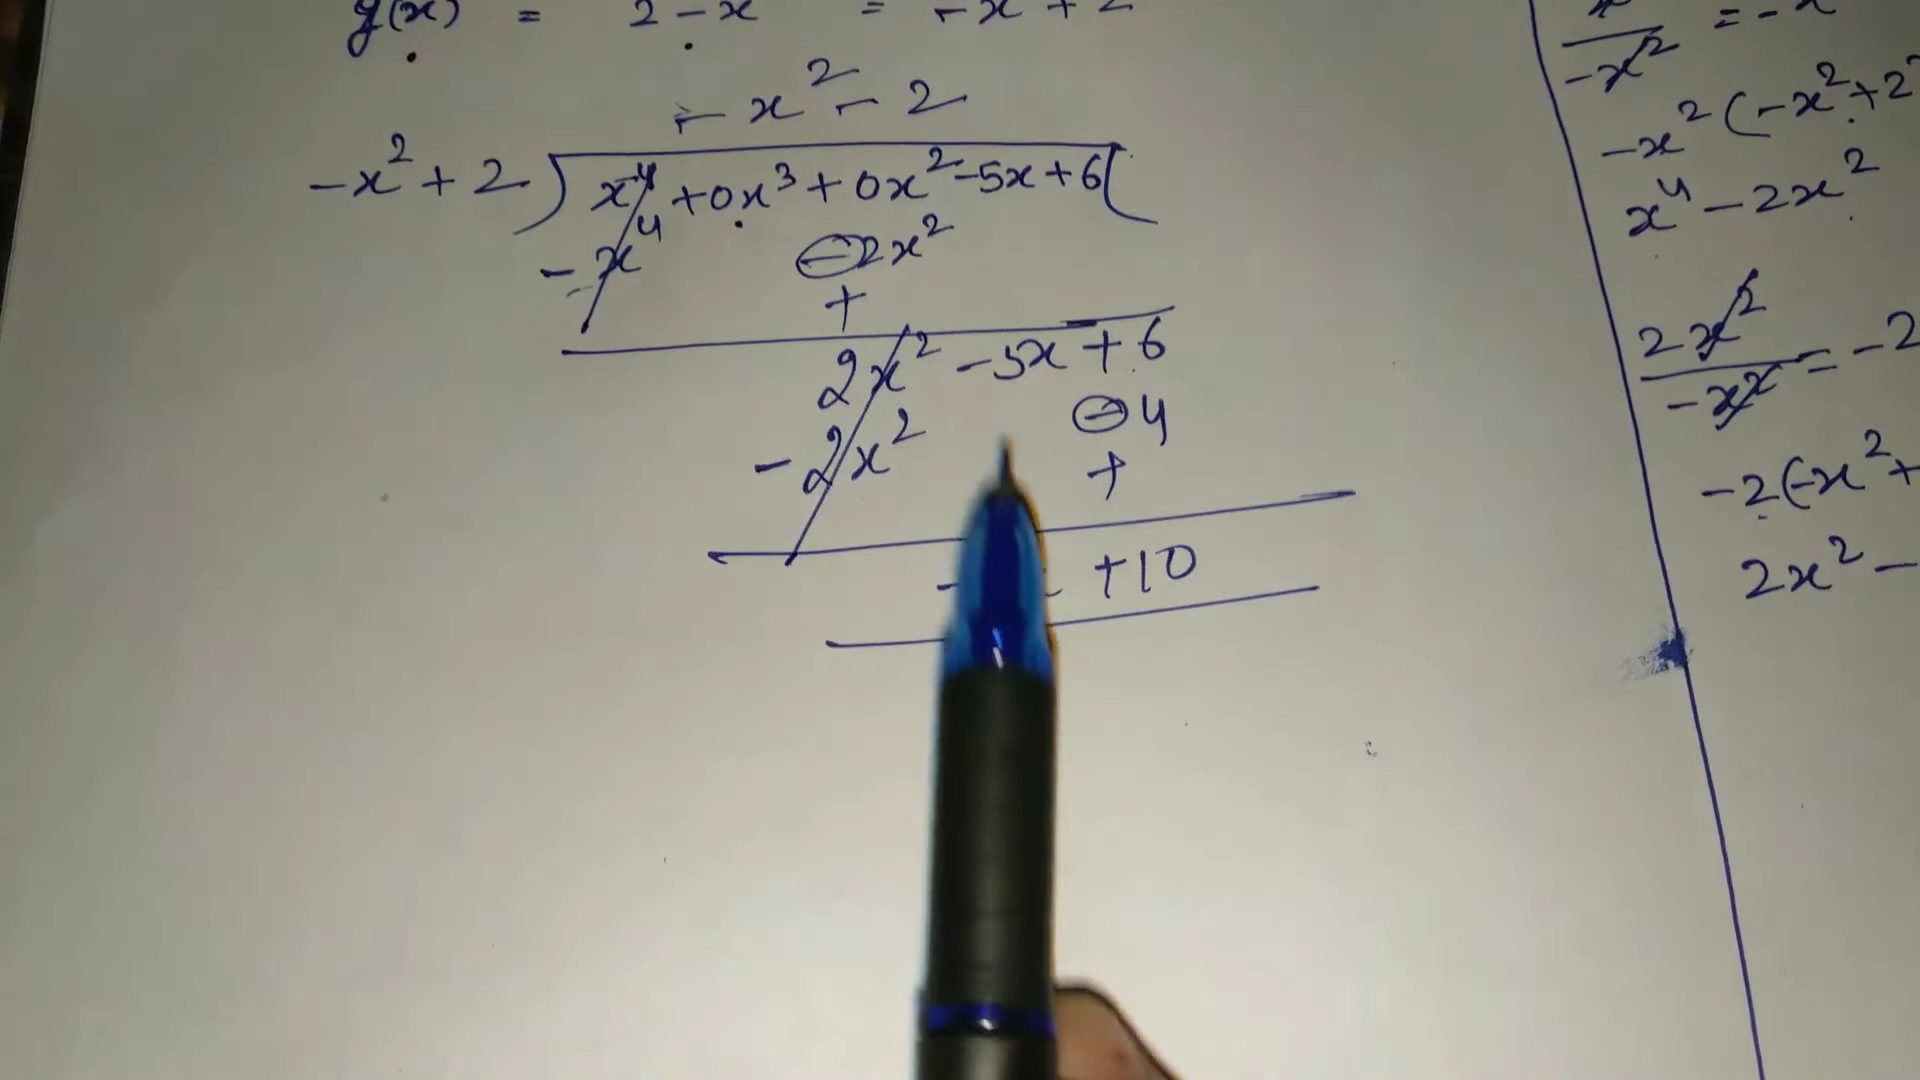 g(x) = 2 - x = -x + 2
- x² - 2
-x² + 2 ) x⁴ + 0x³ + 0x² - 5x + 6 (
- x⁴ - 2x²
+
2x² - 5x + 6
- 2x² - 4
+
+10
-x² = -x
-x² (-x² + 2
x⁴ - 2x²
2x²
-x² = -2
-2(-x² +
2x² -